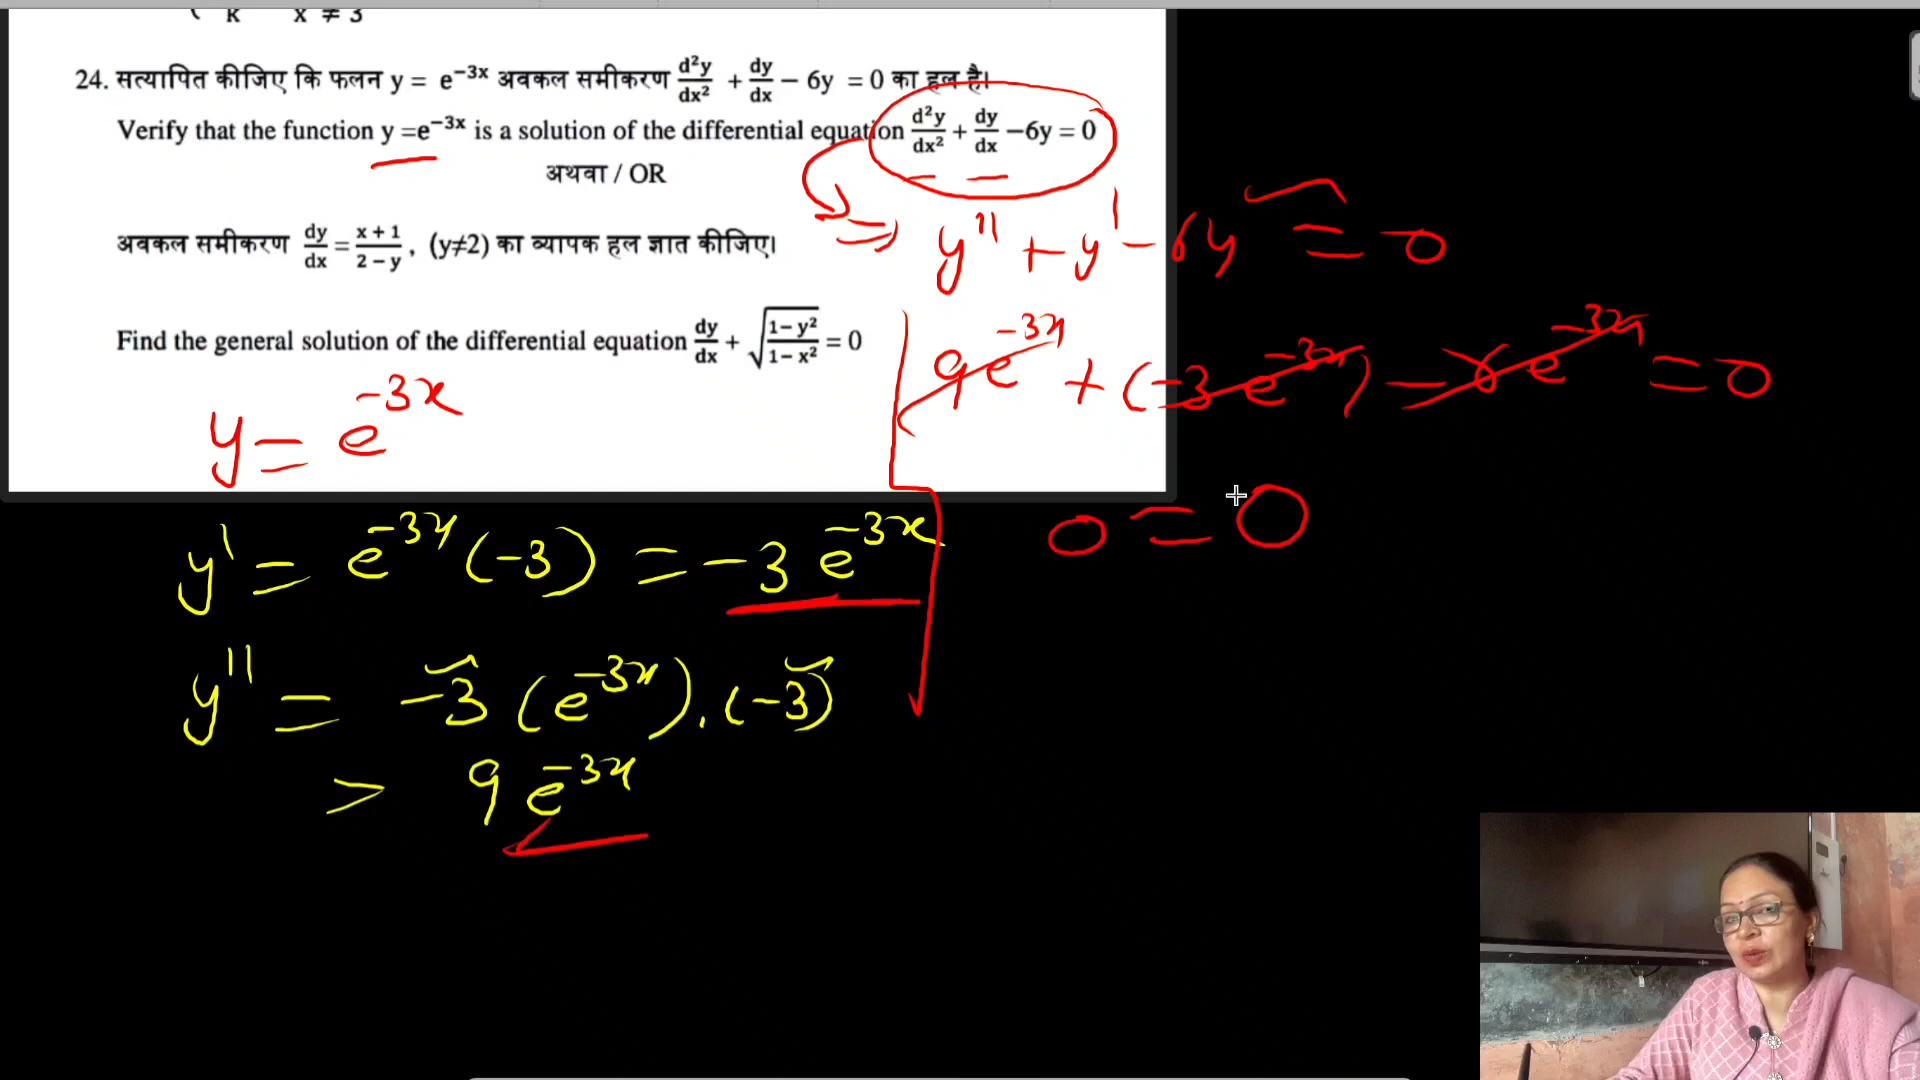 k x ≠ 3
24. सत्यापित कीजिए कि फलन y = e⁻³ˣ अवकल समीकरण d²y/dx² + dy/dx − 6y = 0 का हल है।
Verify that the function y =e⁻³ˣ is a solution of the differential equation d²y/dx² + dy/dx −6y = 0
अथवा / OR
⇒ y'' + y' − 6y = 0
अवकल समीकरण dy/dx = x + 1/2 − y, (y≠2) का व्यापक हल ज्ञात कीजिए।
Find the general solution of the differential equation dy/dx + √(1− y²/1− x²) = 0
9e⁻³ˣ + (−3e⁻³ˣ) − 6e⁻³ˣ = 0
y = e⁻³ˣ
0 = 0
y' = e⁻³ˣ (−3) = −3 e⁻³ˣ
y'' = −3 (e⁻³ˣ) . (−3)
> 9 e⁻³ˣ